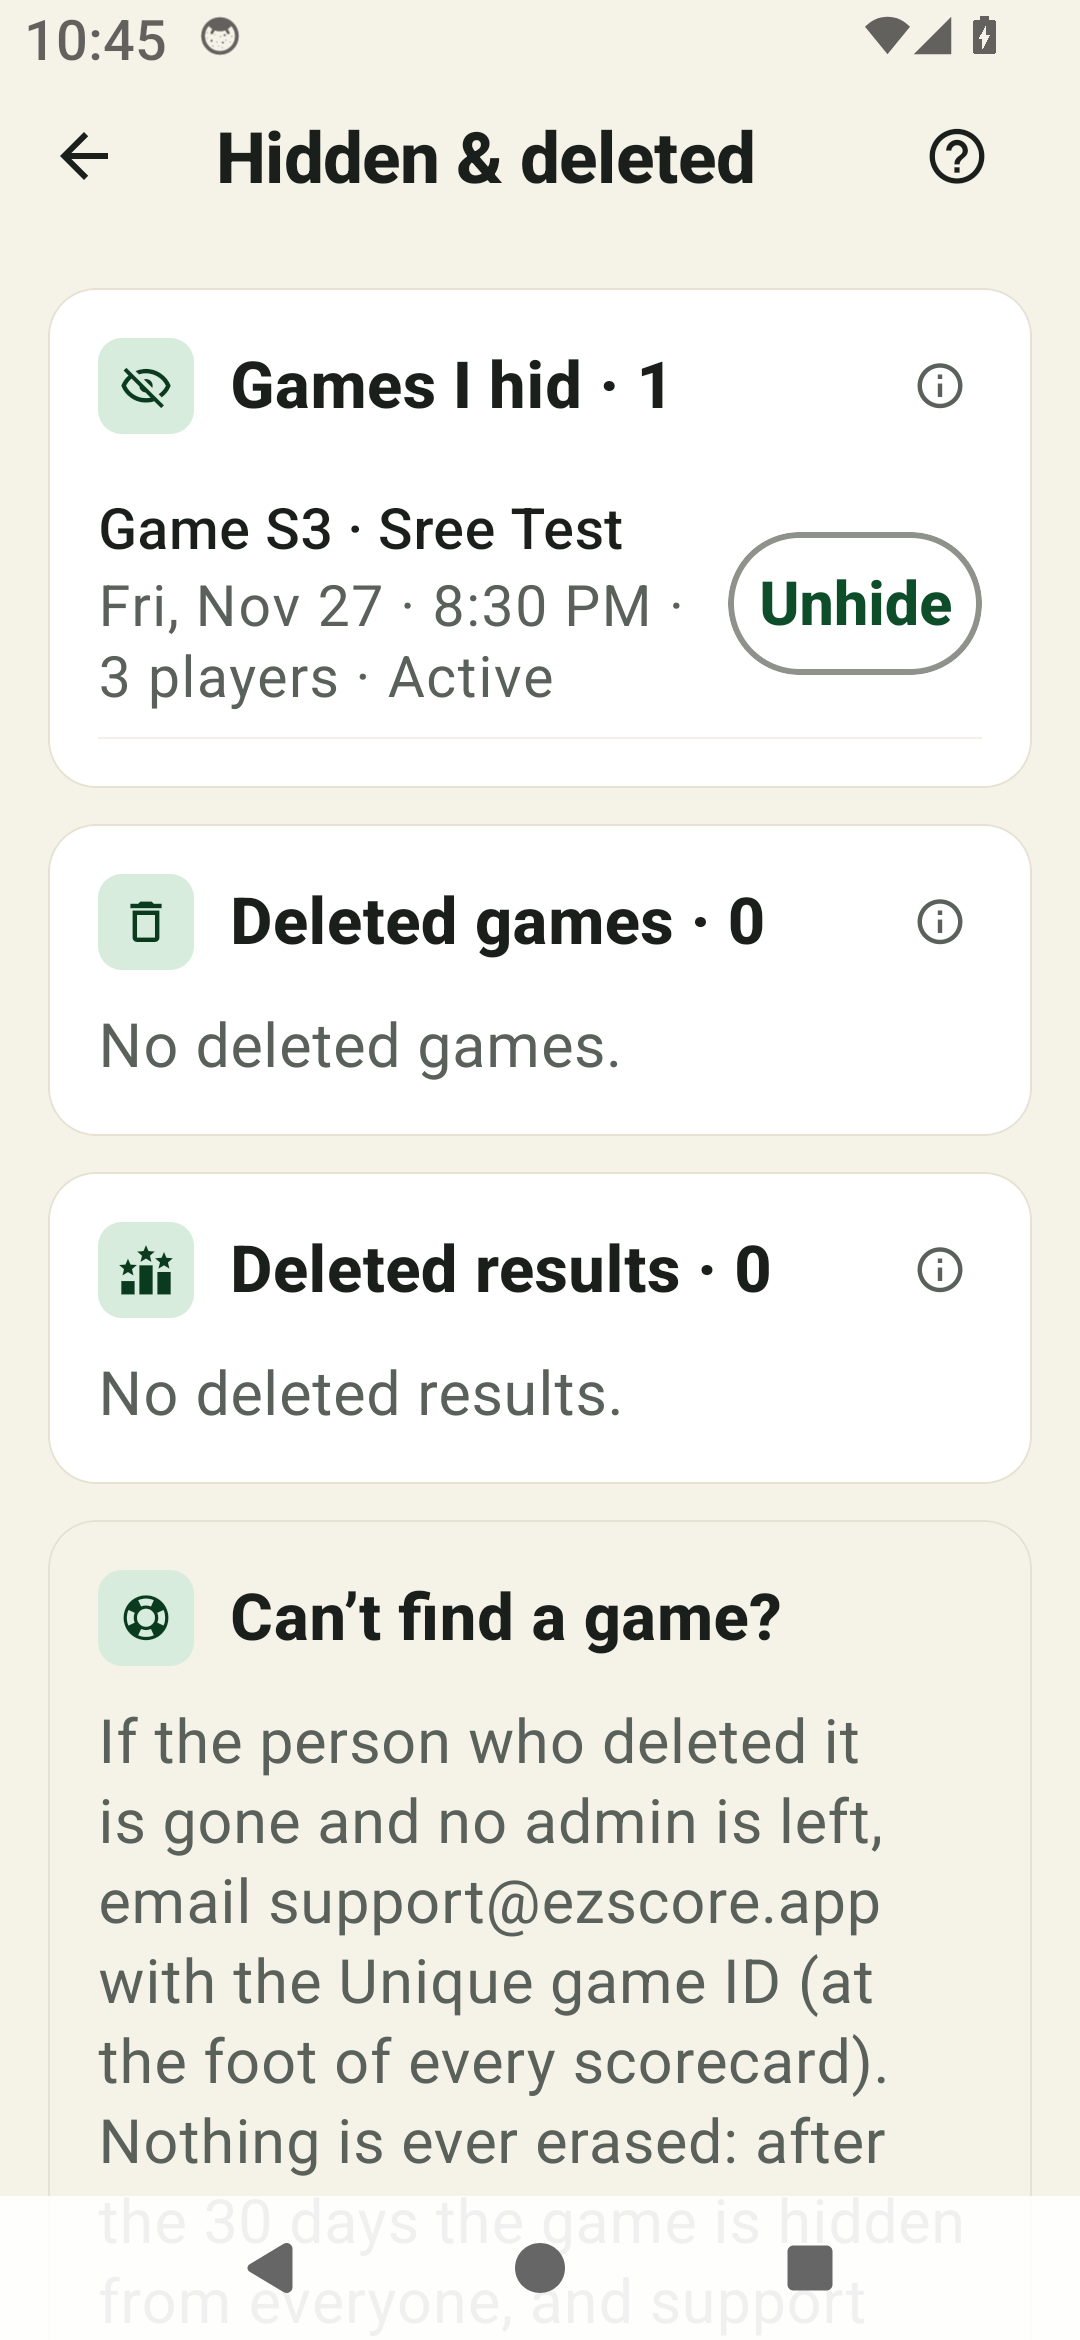 10:45
Hidden & deleted
Games I hid · 1
Game S3 · Sree Test
Fri, Nov 27 · 8:30 PM ·
3 players · Active
Unhide
Deleted games · 0
No deleted games.
Deleted results · 0
No deleted results.
Can’t find a game?
If the person who deleted it
is gone and no admin is left,
email support@ezscore.app
with the Unique game ID (at
the foot of every scorecard).
Nothing is ever erased: after
the 30 days the game is hidden
from everyone, and support